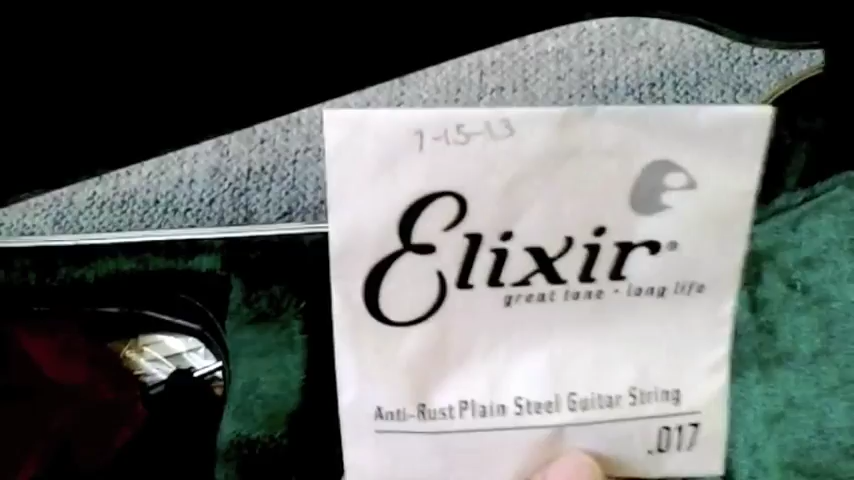 7-15-13
Elixir®
great tone · long life
Anti-Rust Plain Steel Guitar String
.017